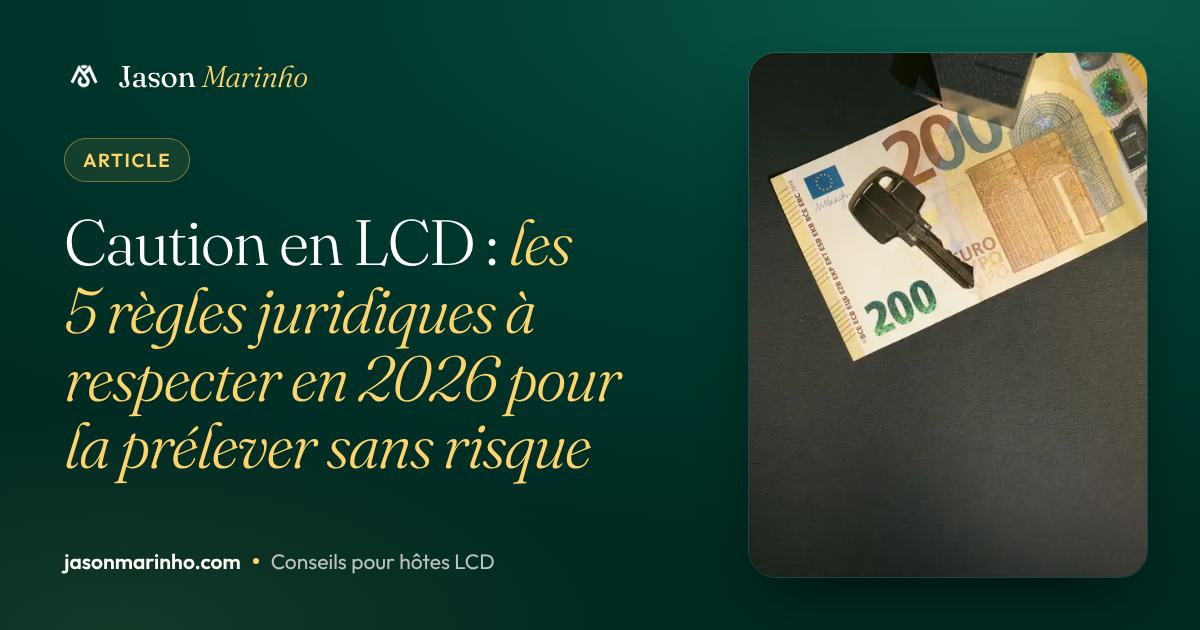 Jason Marinho
ARTICLE
Caution en LCD : les
5 règles juridiques à
respecter en 2026 pour
la prélever sans risque
jasonmarinho.com • Conseils pour hôtes LCD
200
200
EURO